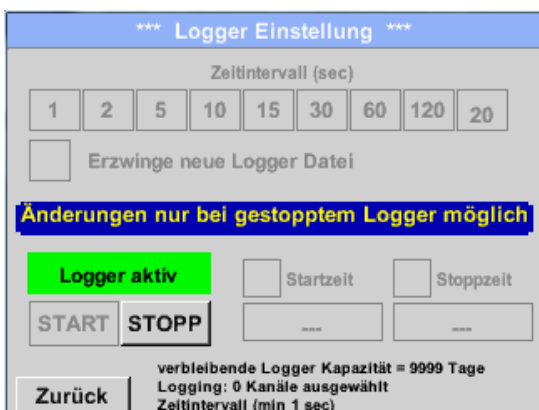 *** Logger Einstellung ***
Zeitintervall (sec)
1 2 5 10 15 30 60 120 20
Erzwinge neue Logger Datei
Änderungen nur bei gestopptem Logger möglich
Logger aktiv
Startzeit
Stoppzeit
START STOPP
---
---
verbleibende Logger Kapazität = 9999 Tage
Logging: 0 Kanäle ausgewählt
Zeitintervall (min 1 sec)
Zurück